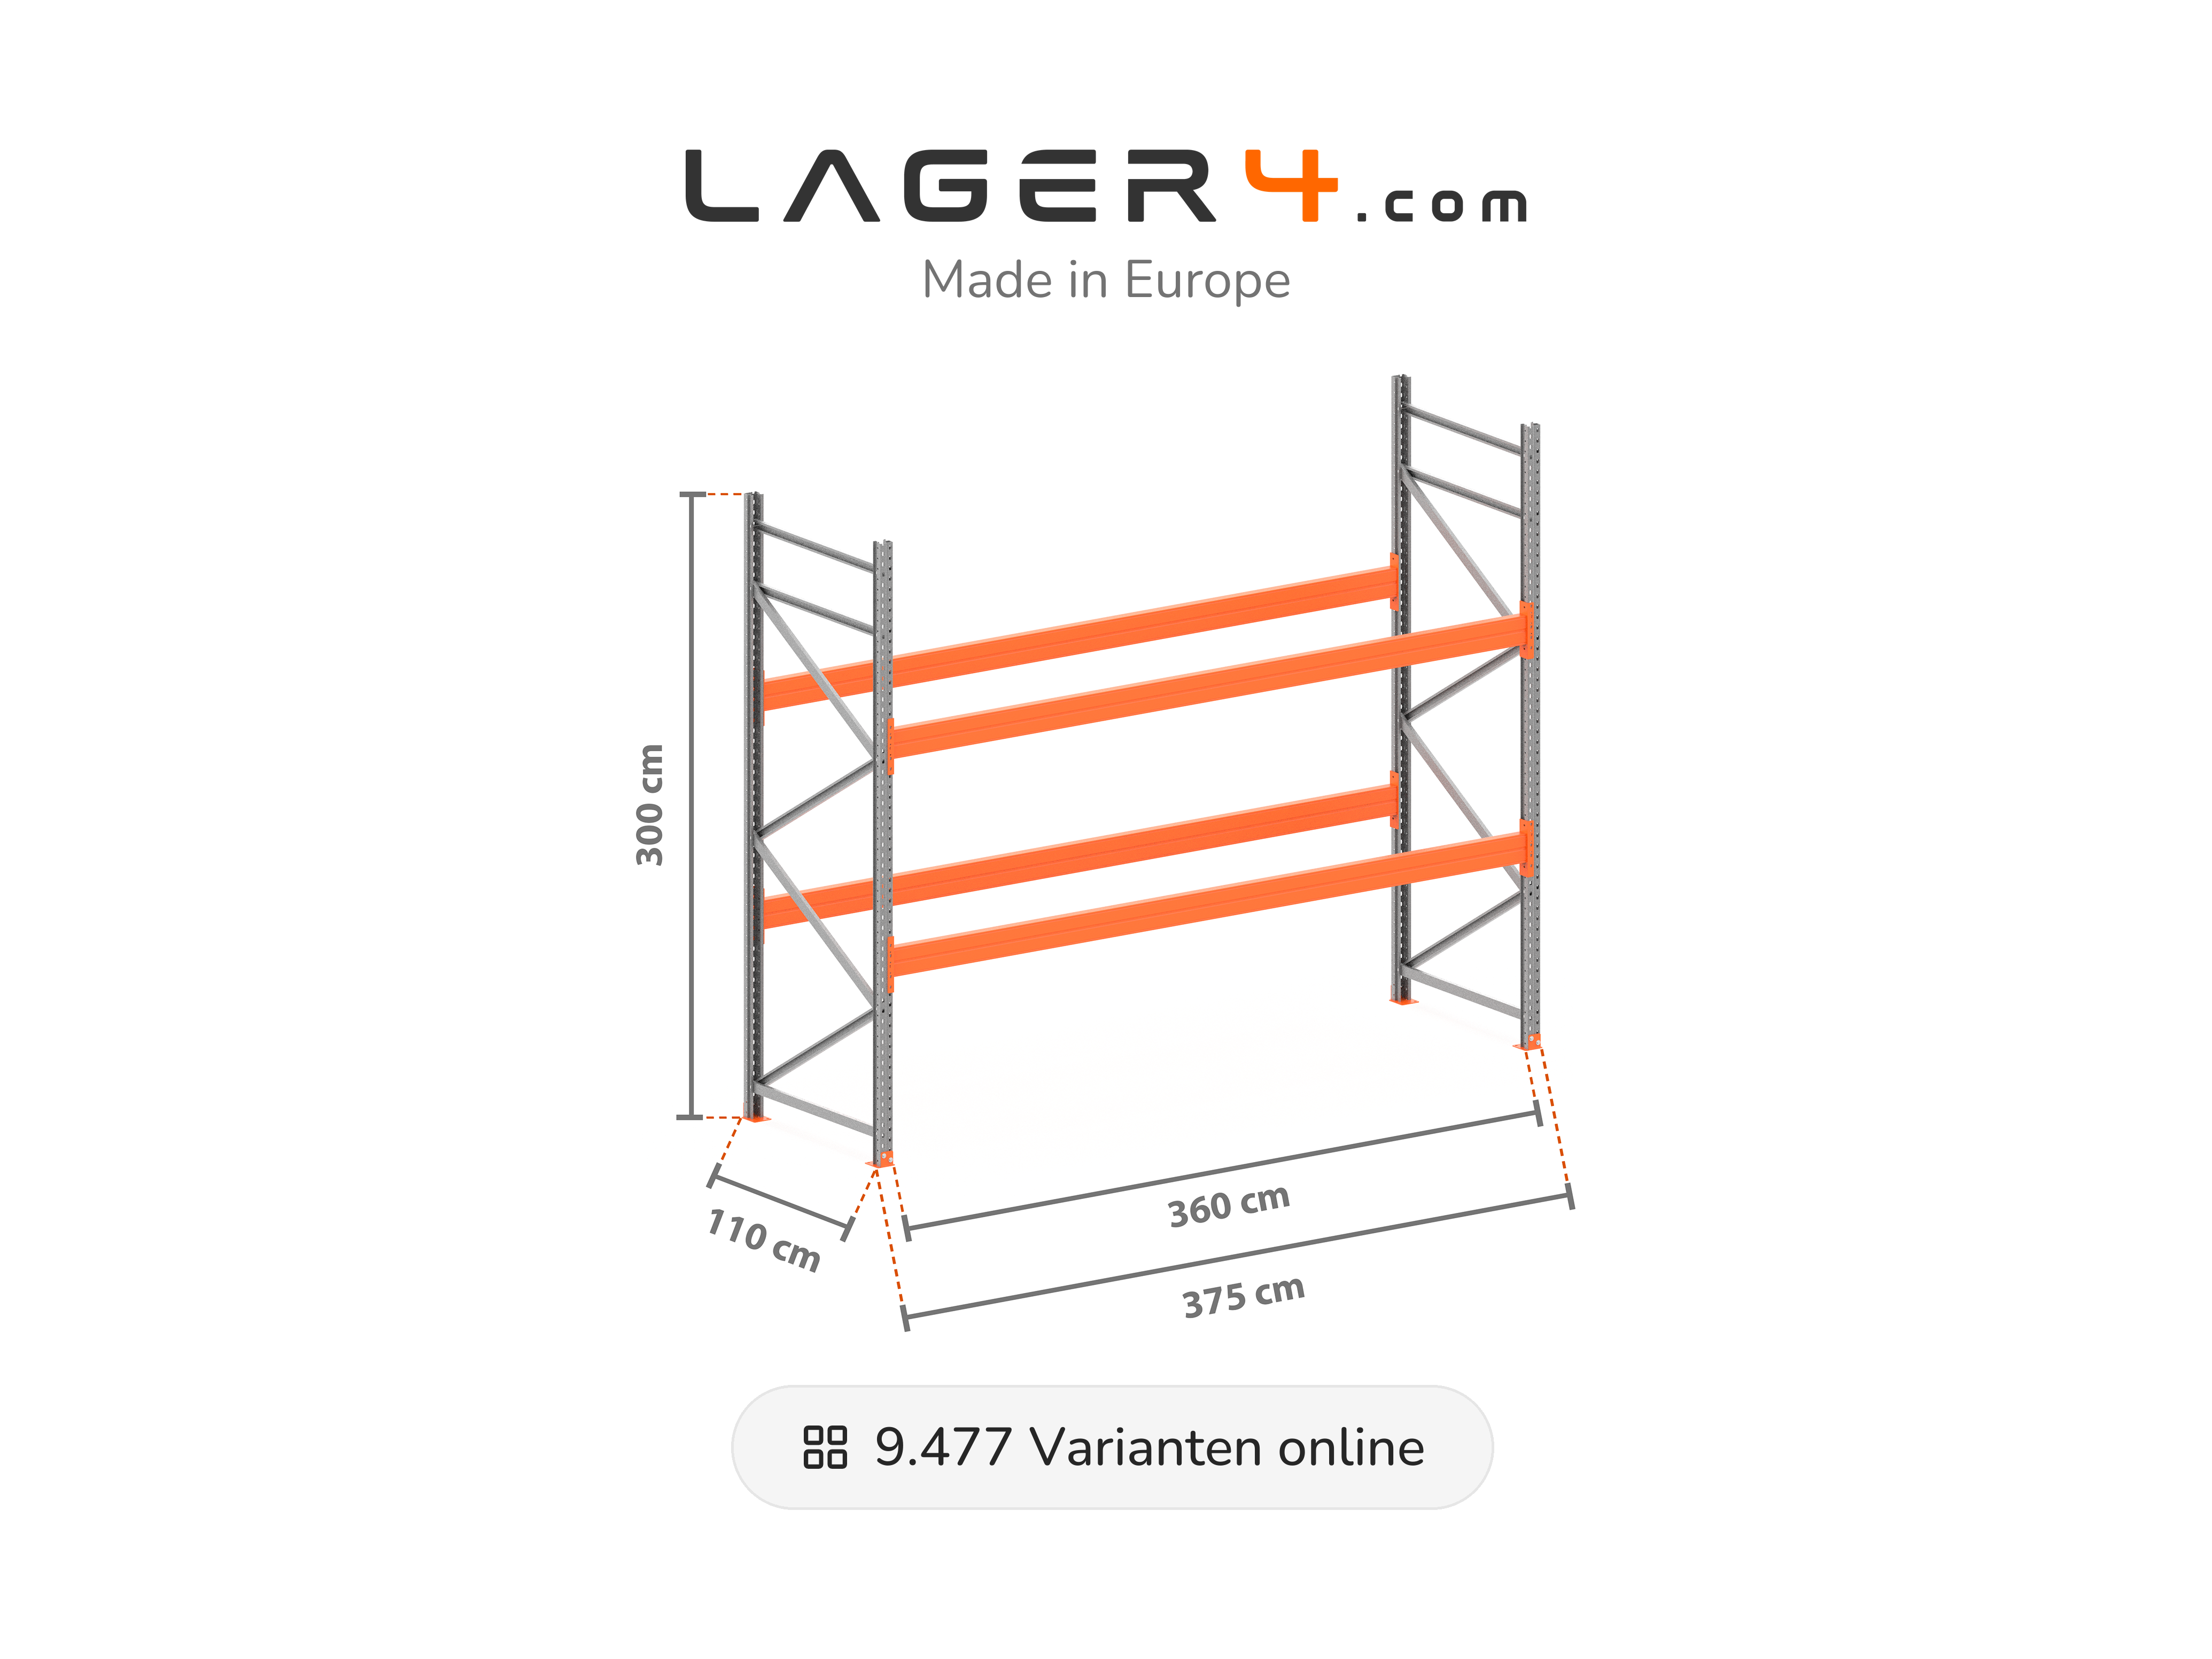 LAGER4.com
Made in Europe
300 cm
110 cm
360 cm
375 cm
9.477 Varianten online